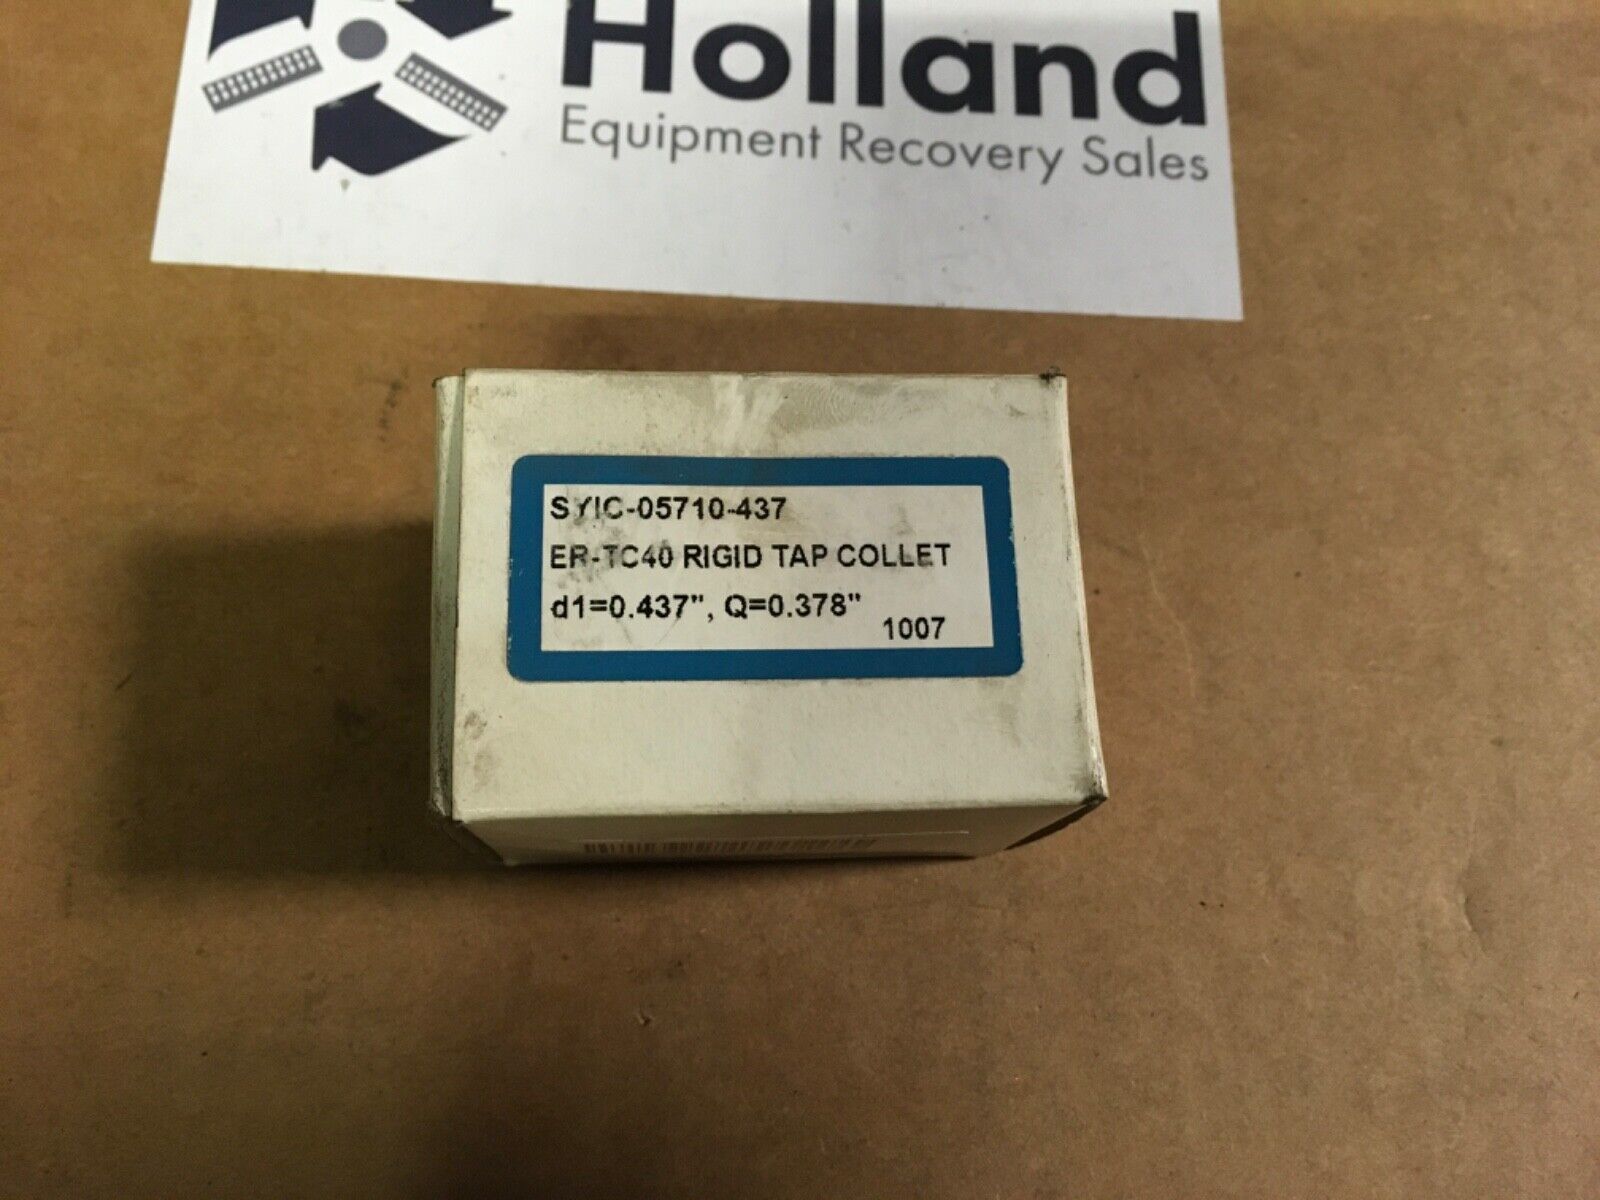 Holland
Equipment Recovery Sales
SYIC-05710-437
ER-TC40 RIGID TAP COLLET
d1=0.437", Q=0.378"
1007